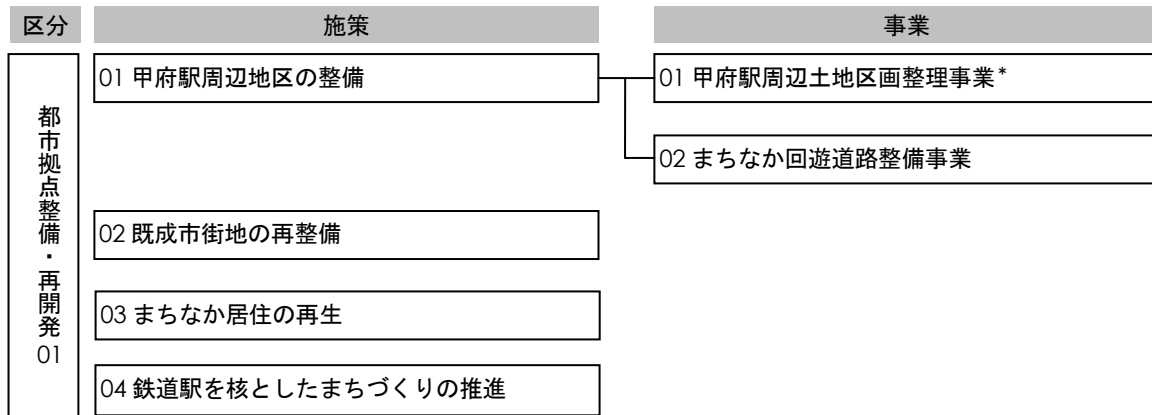 区分
施策
事業
都市拠点整備・再開発01
01 甲府駅周辺地区の整備
01 甲府駅周辺土地区画整理事業*
02 まちなか回遊道路整備事業
02 既成市街地の再整備
03 まちなか居住の再生
04 鉄道駅を核としたまちづくりの推進